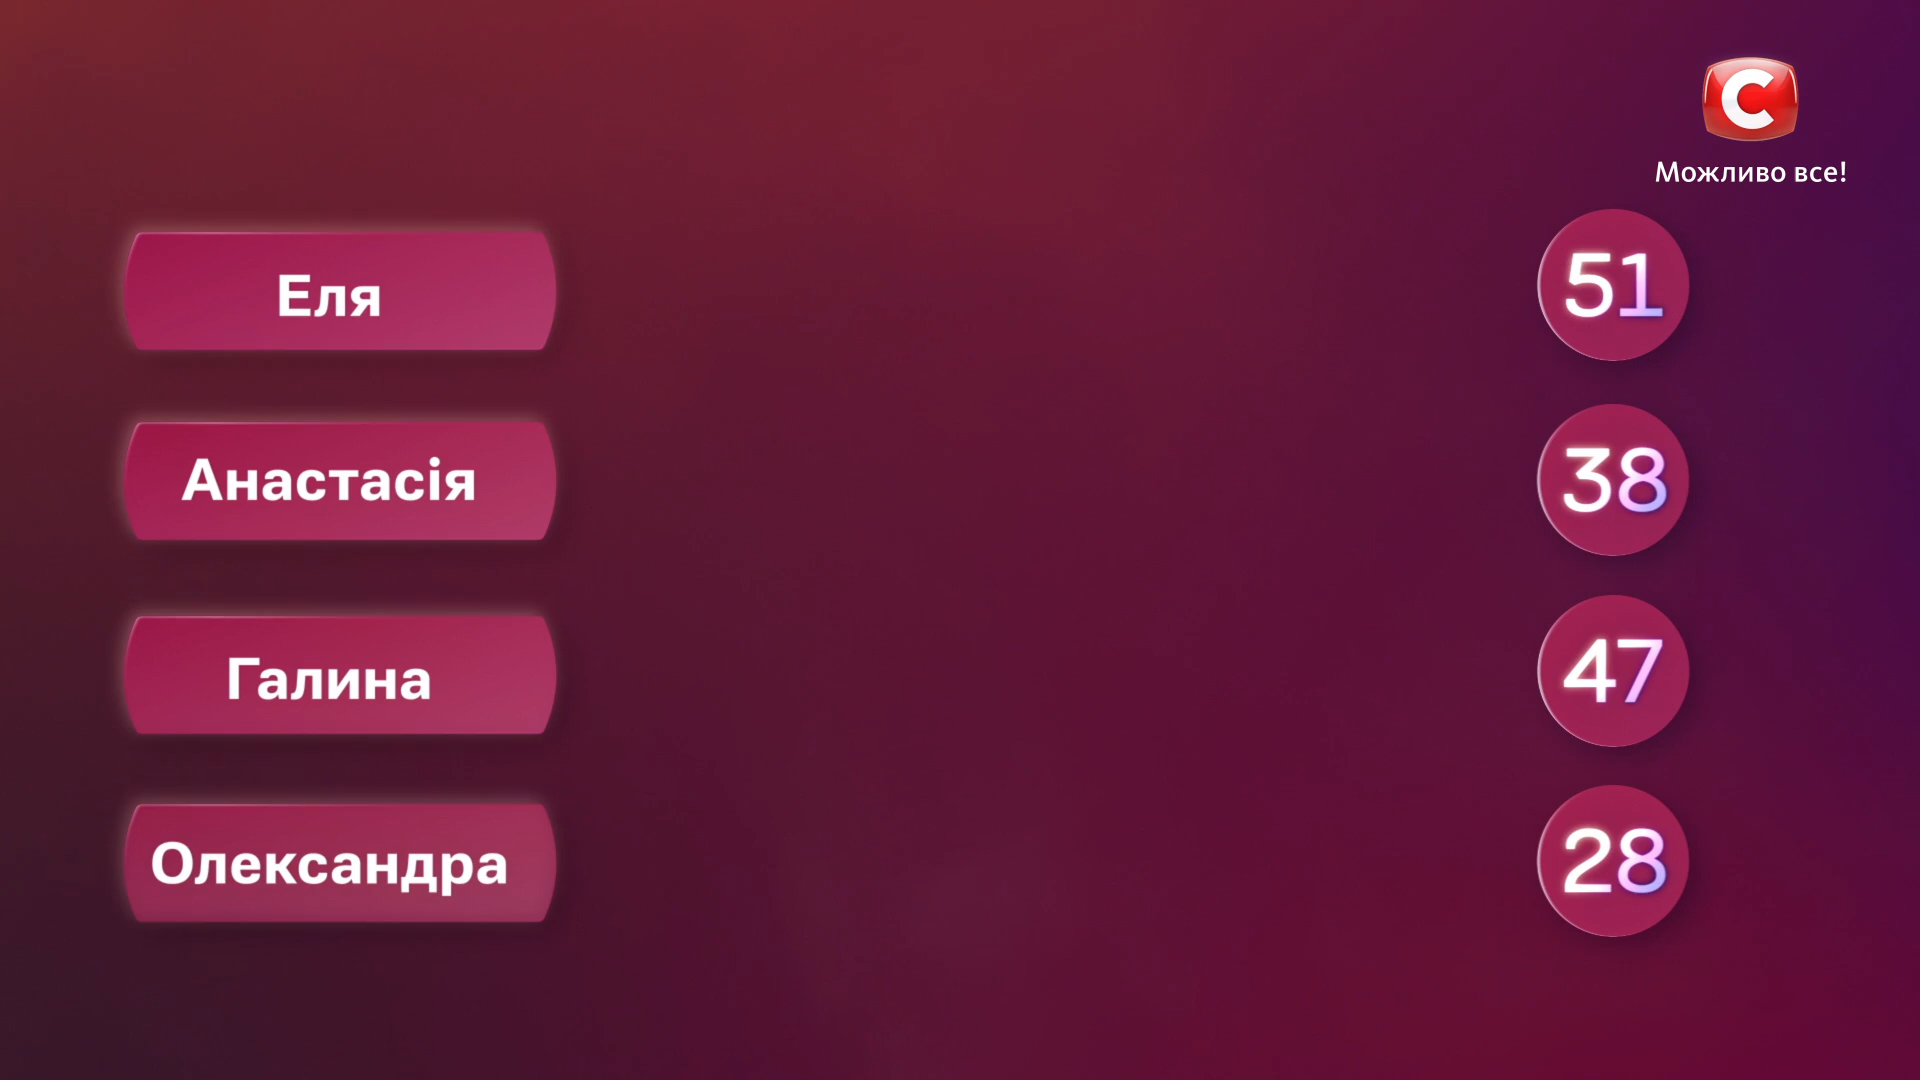 С
Можливо все!
Еля 51
Анастасія 38
Галина 47
Олександра 28